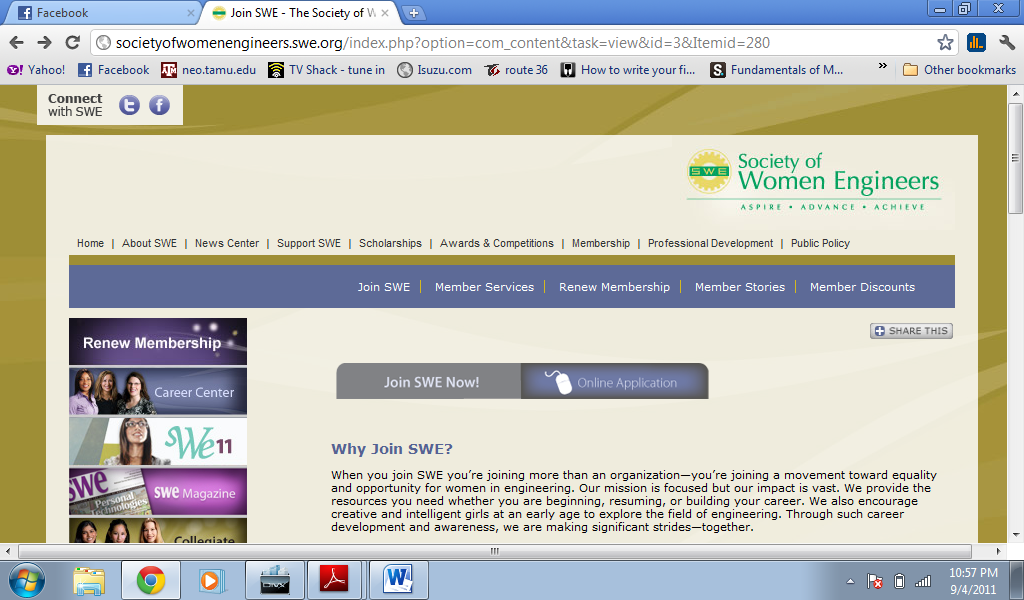 Facebook
Join SWE - The Society of W
societyofwomenengineers.swe.org/index.php?option=com_content&task=view&id=3&Itemid=280
Yahoo! Facebook neo.tamu.edu TV Shack - tune in Isuzu.com route 36 How to write your fi... Fundamentals of M... » Other bookmarks
Connect
with SWE
SWE
Society of
Women Engineers
ASPIRE • ADVANCE • ACHIEVE
Home | About SWE | News Center | Support SWE | Scholarships | Awards & Competitions | Membership | Professional Development | Public Policy
Join SWE | Member Services | Renew Membership | Member Stories | Member Discounts
SHARE THIS
Renew Membership
Career Center
SWe11
SWe
Personal
Technologies
SWe Magazine
Collegiate
Join SWE Now! Online Application
Why Join SWE?
When you join SWE you’re joining more than an organization—you’re joining a movement toward equality
and opportunity for women in engineering. Our mission is focused but our impact is vast. We provide the
resources you need whether you are beginning, resuming, or building your career. We also encourage
creative and intelligent girls at an early age to explore the field of engineering. Through such career
development and awareness, we are making significant strides—together.
DIVX
W
10:57 PM
9/4/2011